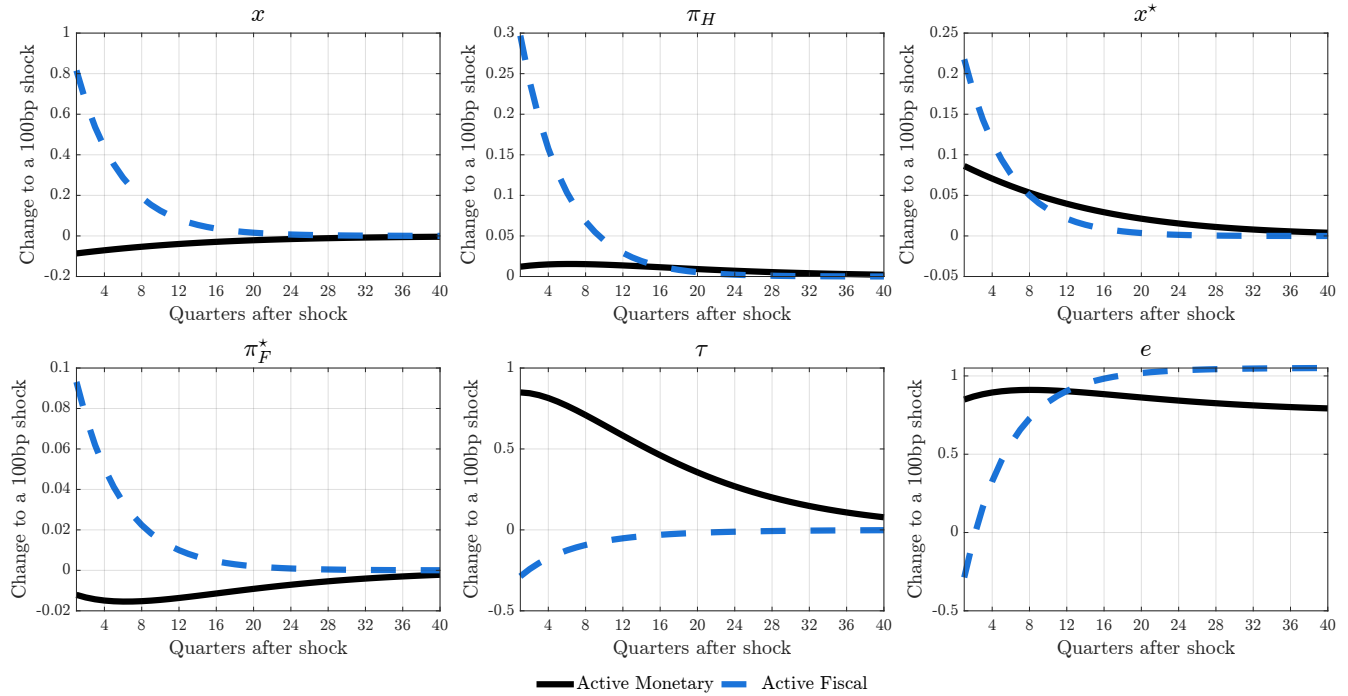 x
Change to a 100bp shock
1
0.8
0.6
0.4
0.2
0
-0.2
4 8 12 16 20 24 28 32 36 40
Quarters after shock
π_H
Change to a 100bp shock
0.3
0.25
0.2
0.15
0.1
0.05
0
4 8 12 16 20 24 28 32 36 40
Quarters after shock
x⋆
Change to a 100bp shock
0.25
0.2
0.15
0.1
0.05
0
-0.05
4 8 12 16 20 24 28 32 36 40
Quarters after shock
π_F⋆
Change to a 100bp shock
0.1
0.08
0.06
0.04
0.02
0
-0.02
4 8 12 16 20 24 28 32 36 40
Quarters after shock
τ
Change to a 100bp shock
1
0.5
0
-0.5
4 8 12 16 20 24 28 32 36 40
Quarters after shock
e
Change to a 100bp shock
1
0.5
0
-0.5
4 8 12 16 20 24 28 32 36 40
Quarters after shock
Active Monetary Active Fiscal